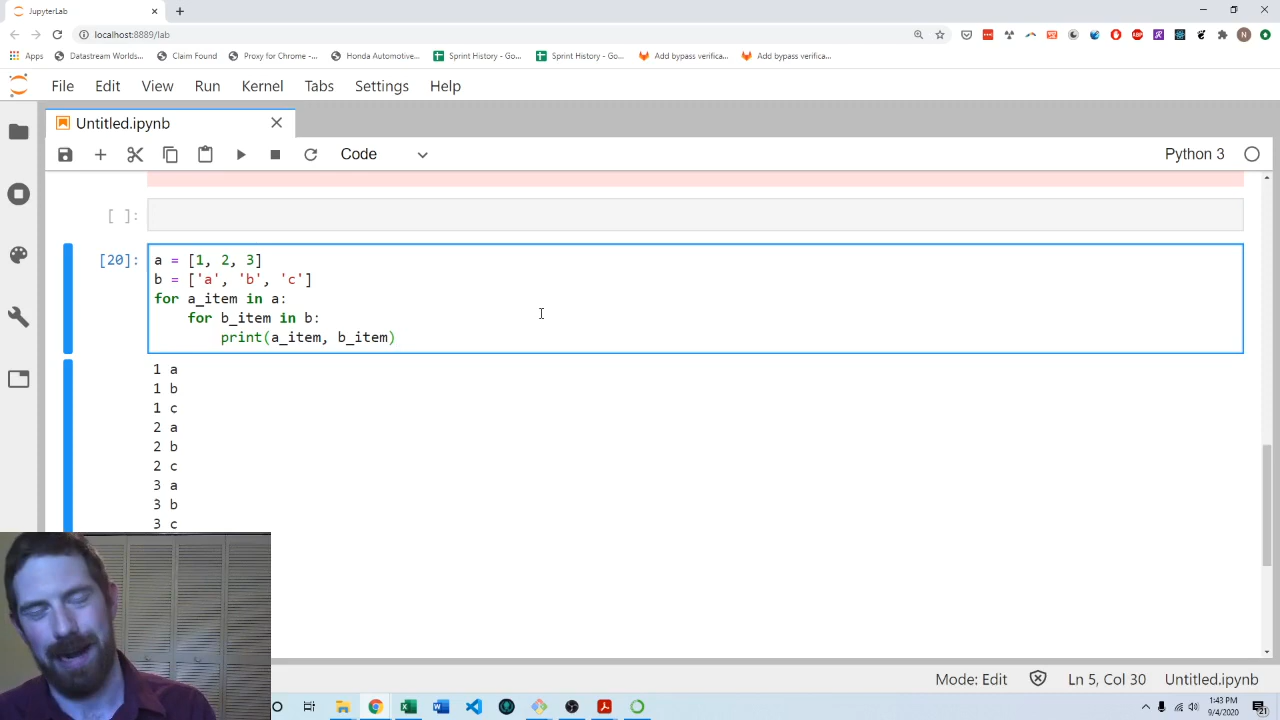 JupyterLab
localhost:8889/lab
N
Apps Datastream Worlds... Claim Found Proxy for Chrome -... Honda Automotive... Sprint History - Go... Sprint History - Go... Add bypass verifica... Add bypass verifica...
File Edit View Run Kernel Tabs Settings Help
Untitled.ipynb
Code Python 3
[ ]:
[20]: a = [1, 2, 3]
b = ['a', 'b', 'c']
for a_item in a:
for b_item in b:
print(a_item, b_item)
1 a
1 b
1 c
2 a
2 b
2 c
3 a
3 b
3 c
Mode: Edit Ln 5, Col 30 Untitled.ipynb
1:43 PM
9/4/2020